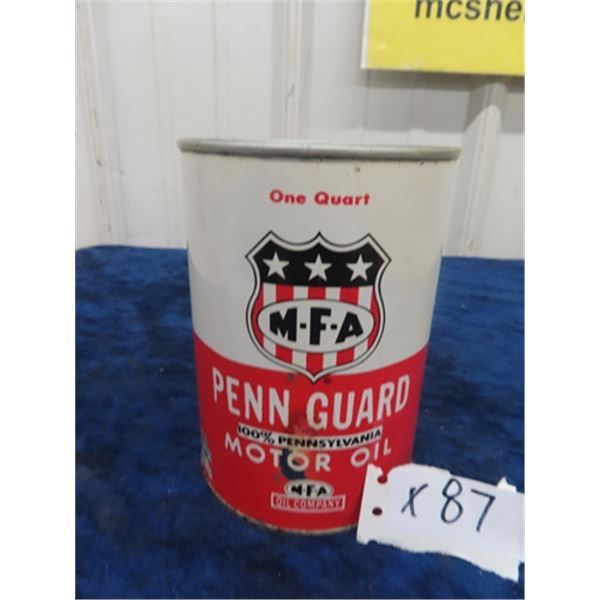 mcshe
One Quart
M-F-A
PENN GUARD
100% PENNSYLVANIA
MOTOR OIL
M-F-A
OIL COMPANY
X 87